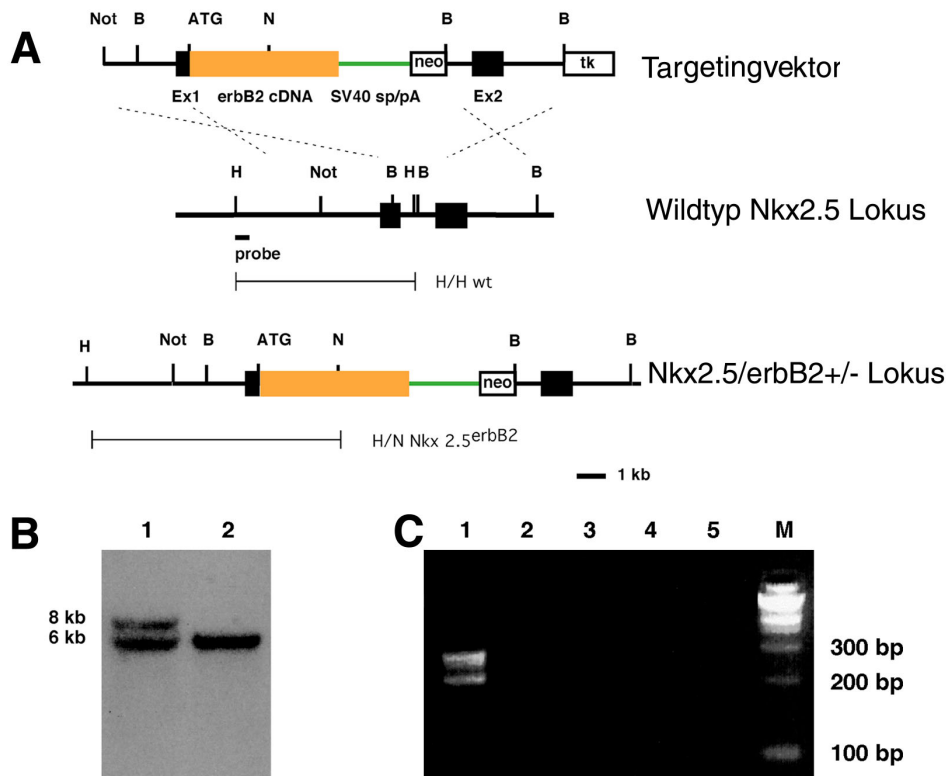 A
Not B ATG N B B
neo tk
Targetingvektor
Ex1 erbB2 cDNA SV40 sp/pA Ex2
H Not B H B B
Wildtyp Nkx2.5 Lokus
probe
H/H wt
H Not B ATG N B B
neo
Nkx2.5/erbB2+/- Lokus
H/N Nkx 2.5erbB2
1 kb
B 1 2
8 kb
6 kb
C 1 2 3 4 5 M
300 bp
200 bp
100 bp